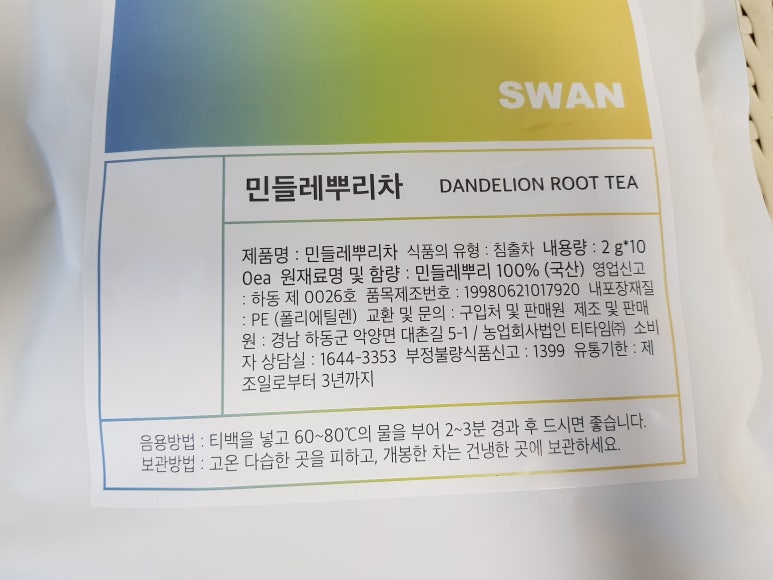 SWAN
민들레뿌리차 DANDELION ROOT TEA
제품명 : 민들레뿌리차 식품의 유형 : 침출차 내용량 : 2 g*10
0ea 원재료명 및 함량 : 민들레뿌리 100% (국산) 영업신고
: 하동 제 0026호 품목제조번호 : 19980621017920 내포장재질
: PE (폴리에틸렌) 교환 및 문의 : 구입처 및 판매원 제조 및 판매
원 : 경남 하동군 악양면 대촌길 5-1 / 농업회사법인 티타임㈜ 소비
자 상담실 : 1644-3353 부정불량식품신고 : 1399 유통기한 : 제
조일로부터 3년까지
음용방법 : 티백을 넣고 60~80℃의 물을 부어 2~3분 경과 후 드시면 좋습니다.
보관방법 : 고온 다습한 곳을 피하고, 개봉한 차는 건냉한 곳에 보관하세요.